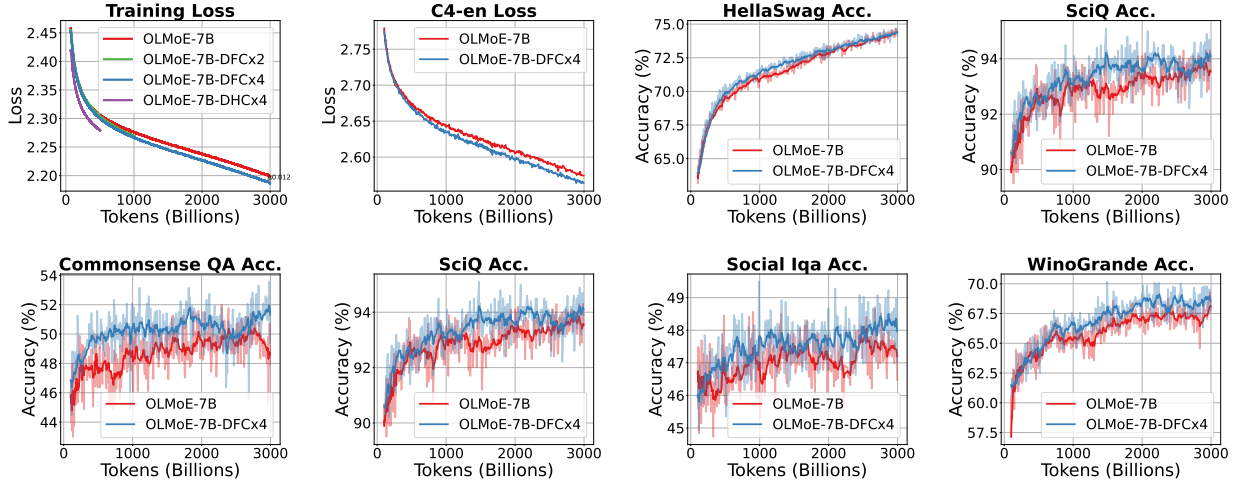 Training Loss
Loss
2.45
2.40
2.35
2.30
2.25
2.20
OLMoE-7B
OLMoE-7B-DFCx2
OLMoE-7B-DFCx4
OLMoE-7B-DHCx4
0 1000 2000 3000
Tokens (Billions)
C4-en Loss
Loss
2.75
2.70
2.65
2.60
OLMoE-7B
OLMoE-7B-DFCx4
0 1000 2000 3000
Tokens (Billions)
HellaSwag Acc.
Accuracy (%)
75.0
72.5
70.0
67.5
65.0
OLMoE-7B
OLMoE-7B-DFCx4
0 1000 2000 3000
Tokens (Billions)
SciQ Acc.
Accuracy (%)
94
92
90
OLMoE-7B
OLMoE-7B-DFCx4
0 1000 2000 3000
Tokens (Billions)
Commonsense QA Acc.
Accuracy (%)
54
52
50
48
46
44
OLMoE-7B
OLMoE-7B-DFCx4
0 1000 2000 3000
Tokens (Billions)
SciQ Acc.
Accuracy (%)
94
92
90
OLMoE-7B
OLMoE-7B-DFCx4
0 1000 2000 3000
Tokens (Billions)
Social Iqa Acc.
Accuracy (%)
49
48
47
46
45
OLMoE-7B
OLMoE-7B-DFCx4
0 1000 2000 3000
Tokens (Billions)
WinoGrande Acc.
Accuracy (%)
70.0
67.5
65.0
62.5
60.0
57.5
OLMoE-7B
OLMoE-7B-DFCx4
0 1000 2000 3000
Tokens (Billions)